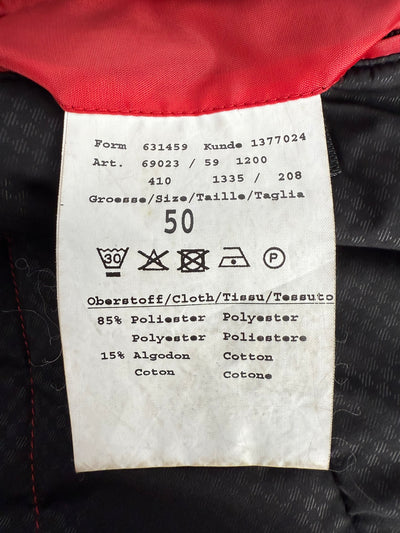 Form 631459 Kunde 1377024
Art. 69023 / 59 1200
410 1335 / 208
Groesse/Size/Taille/Taglia
50
30 P
Oberstoff/Cloth/Tissu/Tessuto
85% Poliester Polyester
Polyester Poliestere
15% Algodon Cotton
Coton Cotone